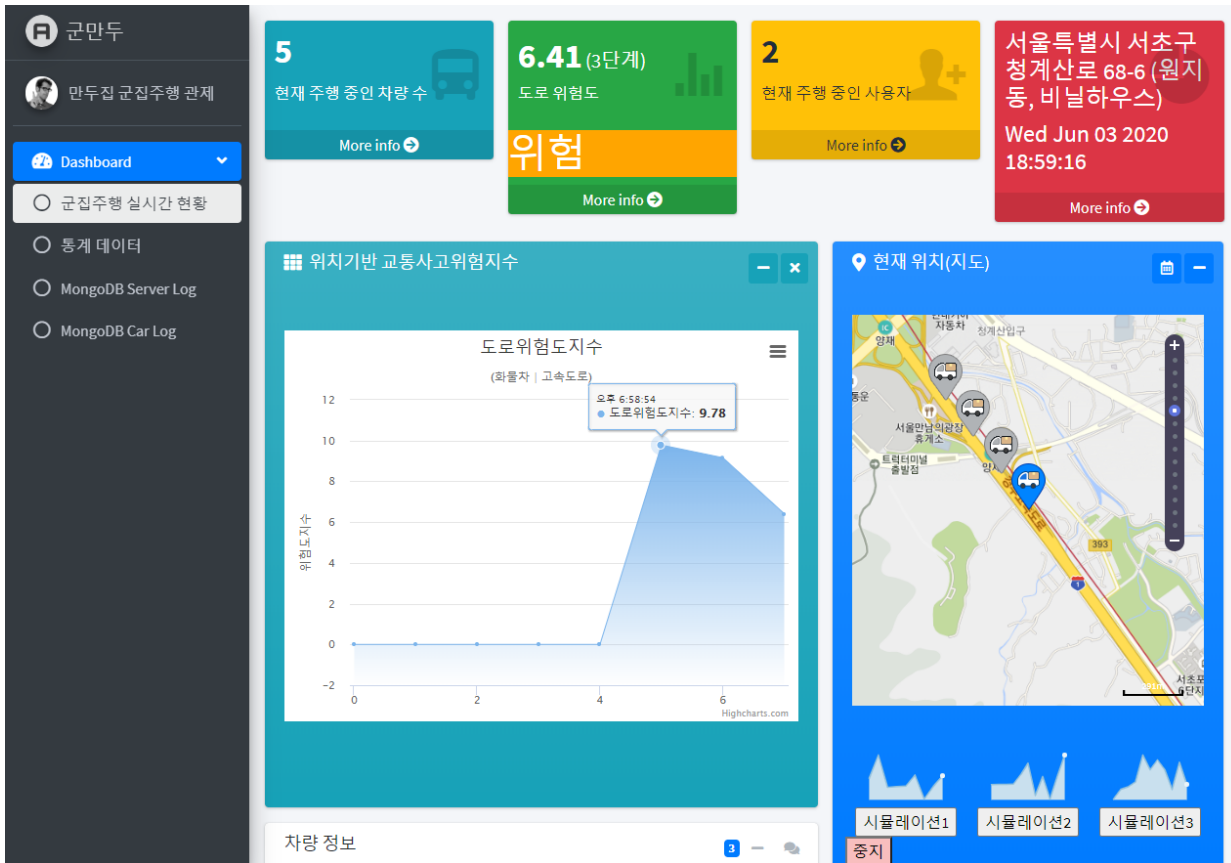 군만두
만두집 군집주행 관제
Dashboard
군집주행 실시간 현황
통계 데이터
MongoDB Server Log
MongoDB Car Log
5
현재 주행 중인 차량 수
More info
6.41 (3단계)
도로 위험도
위험
More info
2
현재 주행 중인 사용자
More info
서울특별시 서초구
청계산로 68-6 (원지
동, 비닐하우스)
Wed Jun 03 2020
18:59:16
More info
위치기반 교통사고위험지수
도로위험도지수
(화물차 | 고속도로)
오후 6:58:54
도로위험도지수: 9.78
위험도지수
12
10
8
6
4
2
0
-2
0
2
4
6
Highcharts.com
차량 정보
3
현재 위치(지도)
자동차
청계산입구
IC
양재
서울만남의광장
휴게소
트럭터미널
출발점
393
1
6단지
시뮬레이션1
시뮬레이션2
시뮬레이션3
중지